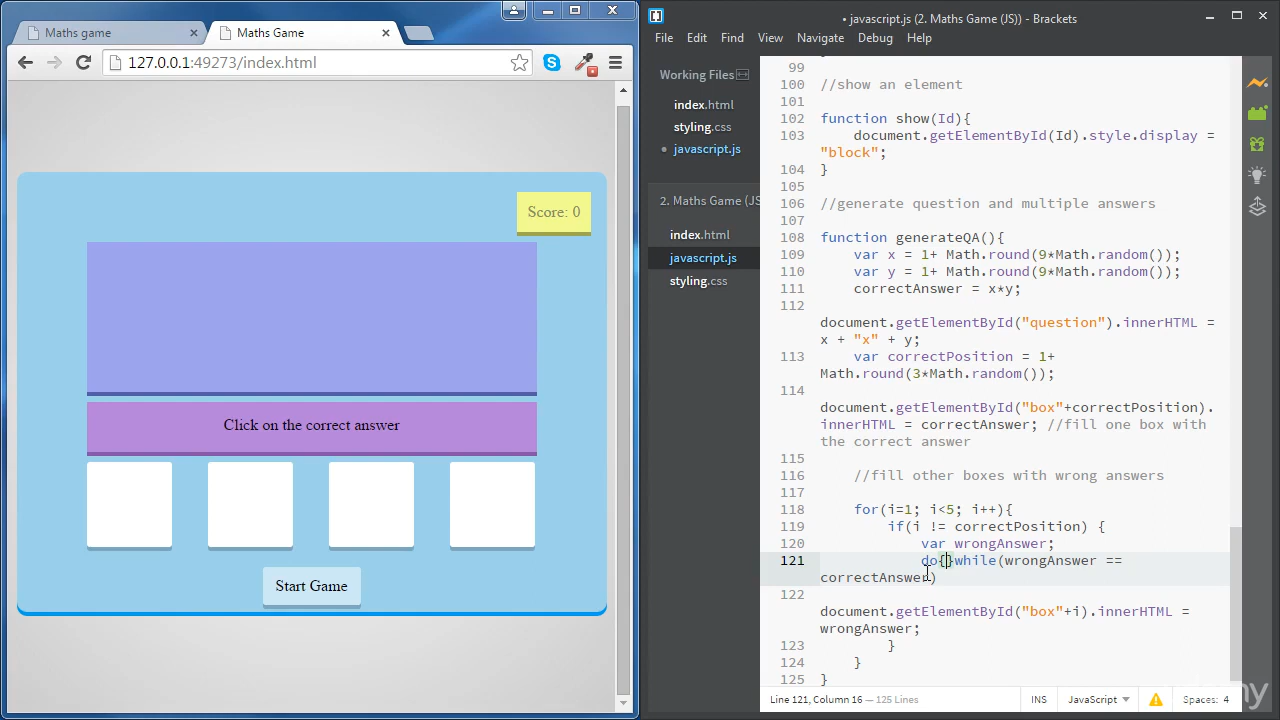 Maths game
Maths Game
127.0.0.1:49273/index.html
Score: 0
Click on the correct answer
Start Game
• javascript.js (2. Maths Game (JS)) - Brackets
File Edit Find View Navigate Debug Help
Working Files
index.html
styling.css
javascript.js
2. Maths Game (JS
index.html
javascript.js
styling.css
99
100 //show an element
101
102 function show(Id){
103 document.getElementById(Id).style.display =
"block";
104 }
105
106 //generate question and multiple answers
107
108 function generateQA(){
109 var x = 1+ Math.round(9*Math.random());
110 var y = 1+ Math.round(9*Math.random());
111 correctAnswer = x*y;
112
document.getElementById("question").innerHTML =
x + "x" + y;
113 var correctPosition = 1+
Math.round(3*Math.random());
114
document.getElementById("box"+correctPosition).
innerHTML = correctAnswer; //fill one box with
the correct answer
115
116 //fill other boxes with wrong answers
117
118 for(i=1; i<5; i++){
119 if(i != correctPosition) {
120 var wrongAnswer;
121 do{}while(wrongAnswer ==
correctAnswer)
122
document.getElementById("box"+i).innerHTML =
wrongAnswer;
123 }
124 }
125 }
Line 121, Column 16 — 125 Lines
INS JavaScript Spaces: 4